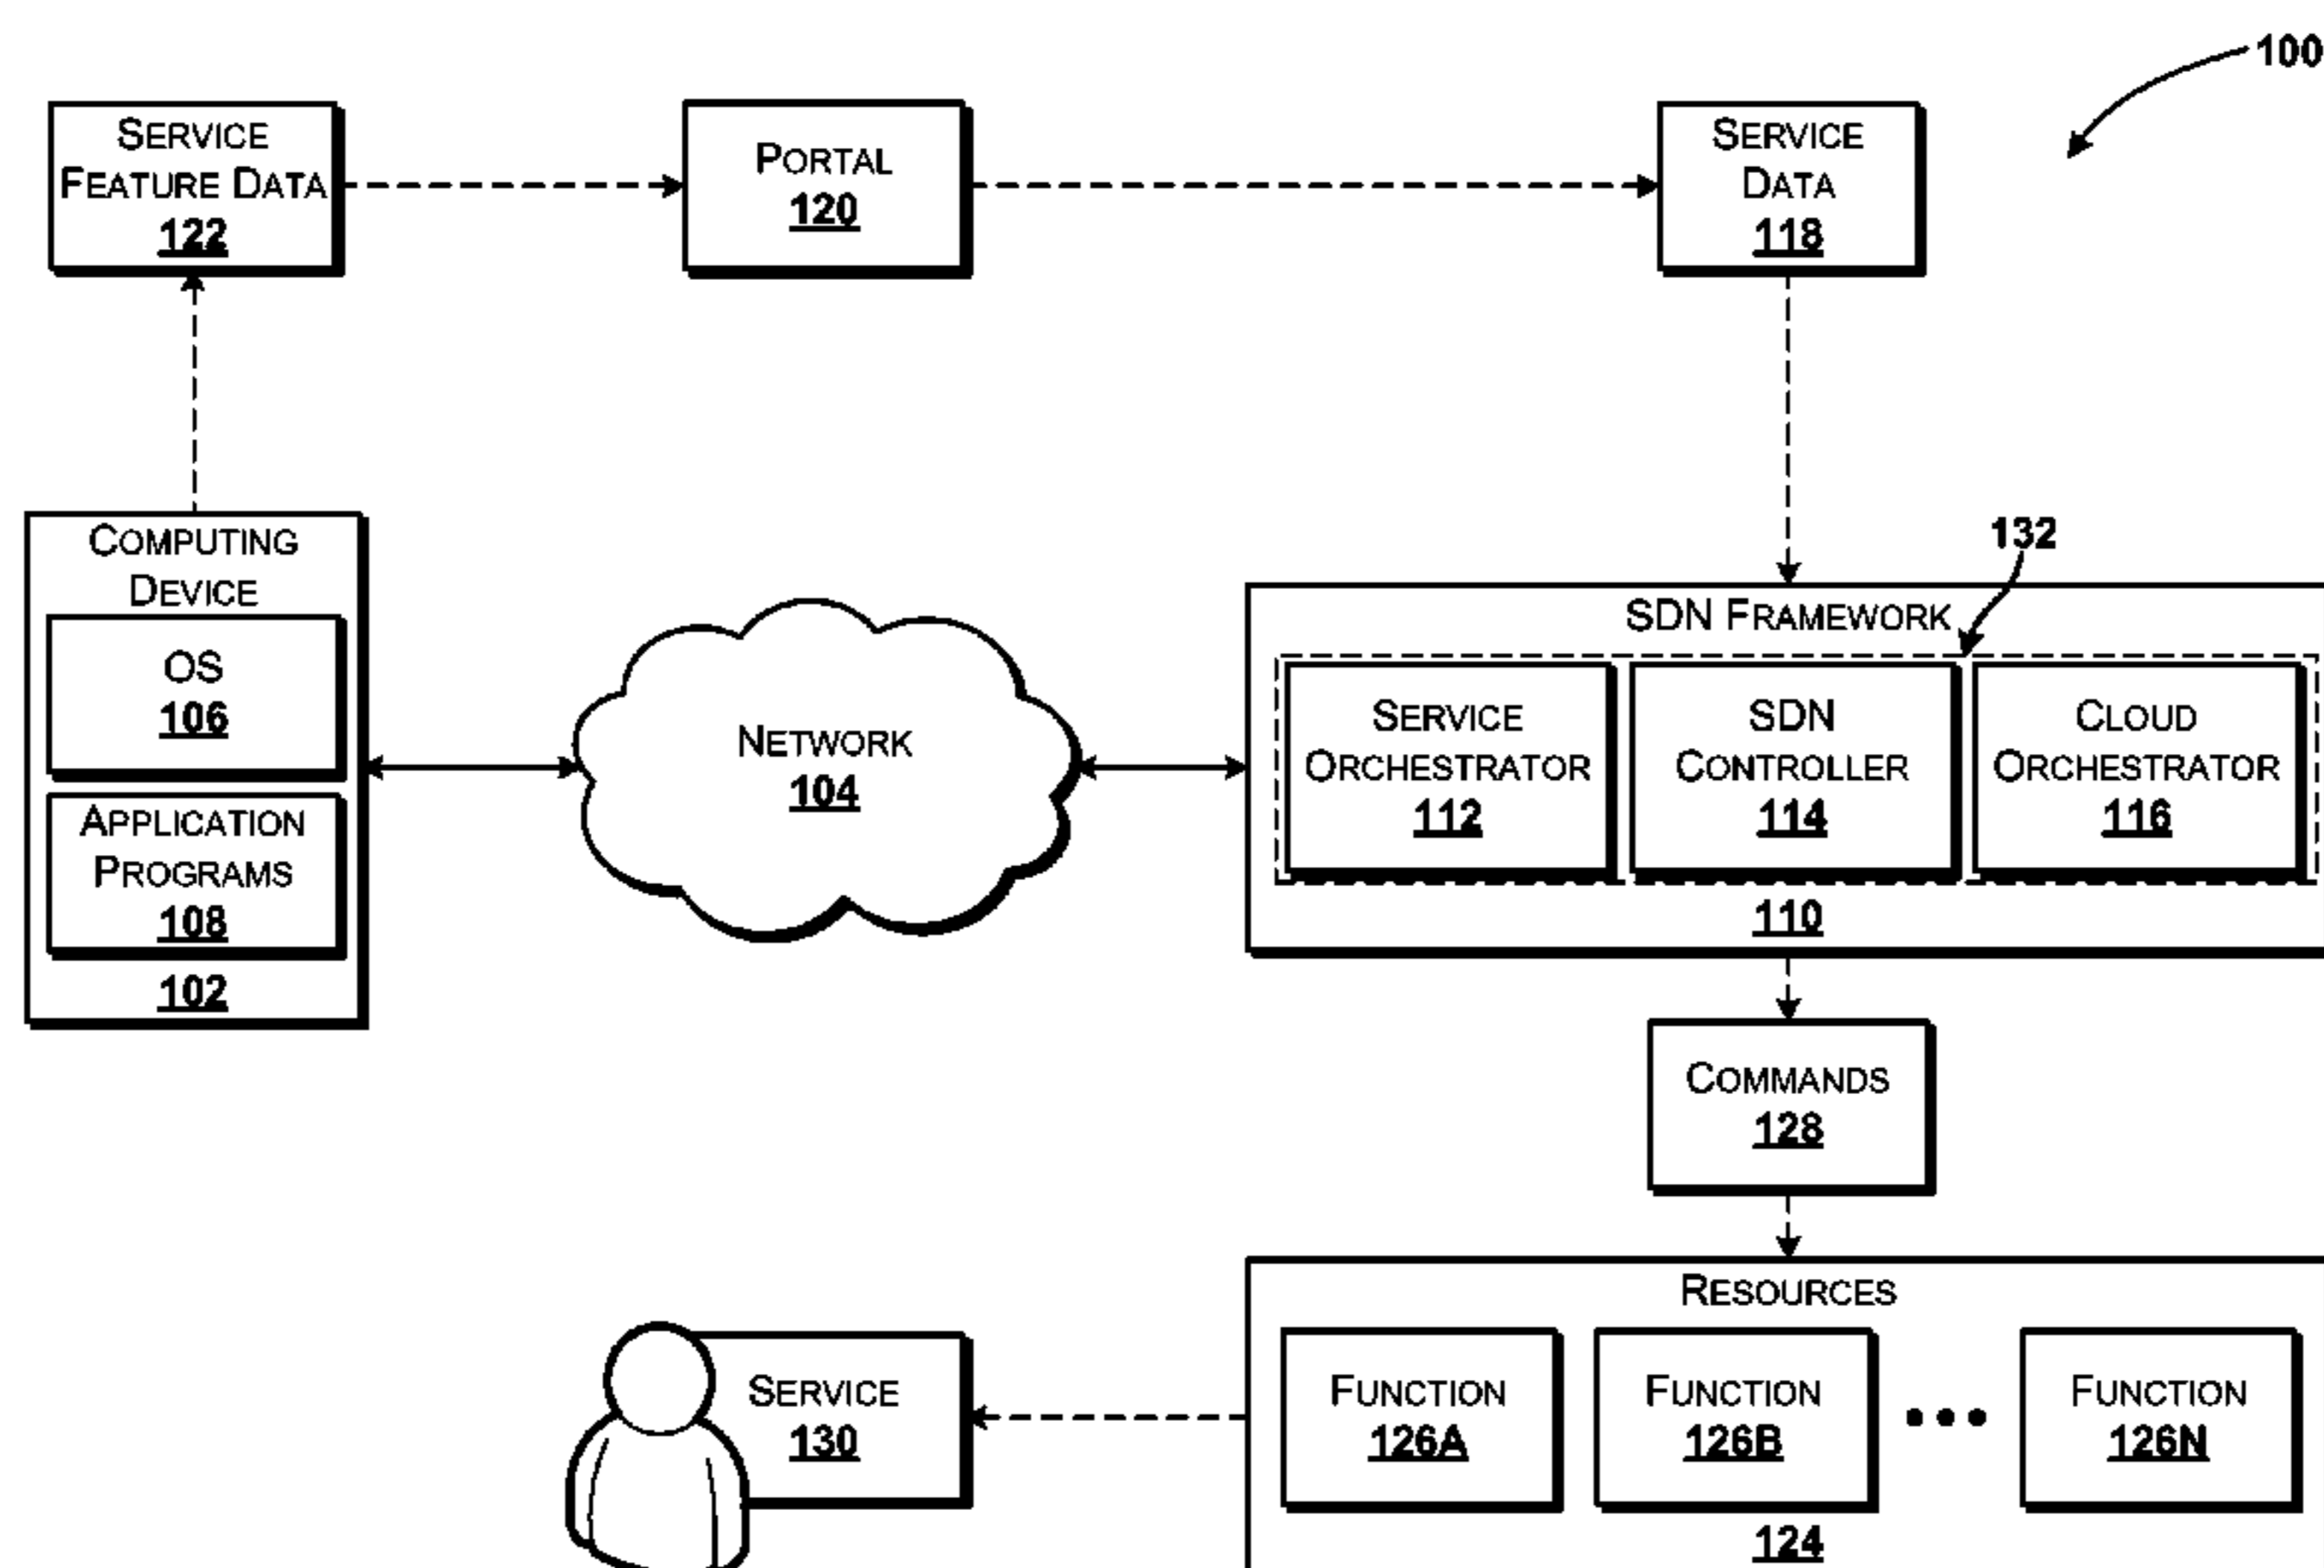 100
SERVICE
FEATURE DATA
122
PORTAL
120
SERVICE
DATA
118
COMPUTING
DEVICE
OS
106
APPLICATION
PROGRAMS
108
102
NETWORK
104
132
SDN FRAMEWORK
SERVICE
ORCHESTRATOR
112
SDN
CONTROLLER
114
CLOUD
ORCHESTRATOR
116
110
COMMANDS
128
RESOURCES
FUNCTION
126A
FUNCTION
126B
•••
FUNCTION
126N
124
SERVICE
130